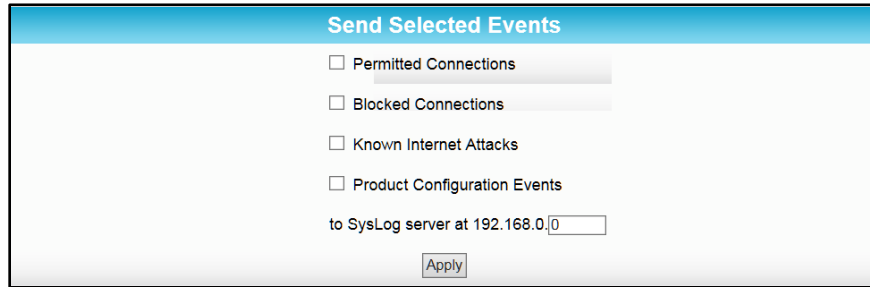 Send Selected Events
Permitted Connections
Blocked Connections
Known Internet Attacks
Product Configuration Events
to SysLog server at 192.168.0.0
Apply